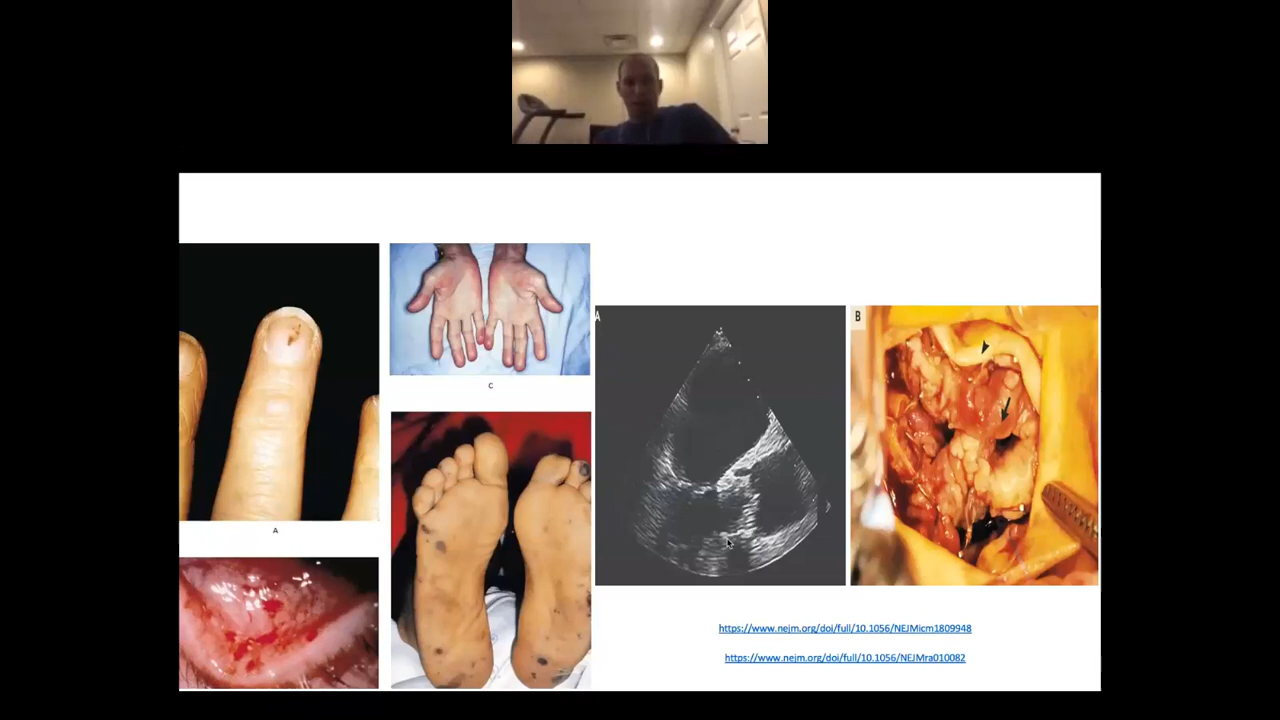 C
A
B
A
https://www.nejm.org/doi/full/10.1056/NEJMicm1809948
https://www.nejm.org/doi/full/10.1056/NEJMra010082